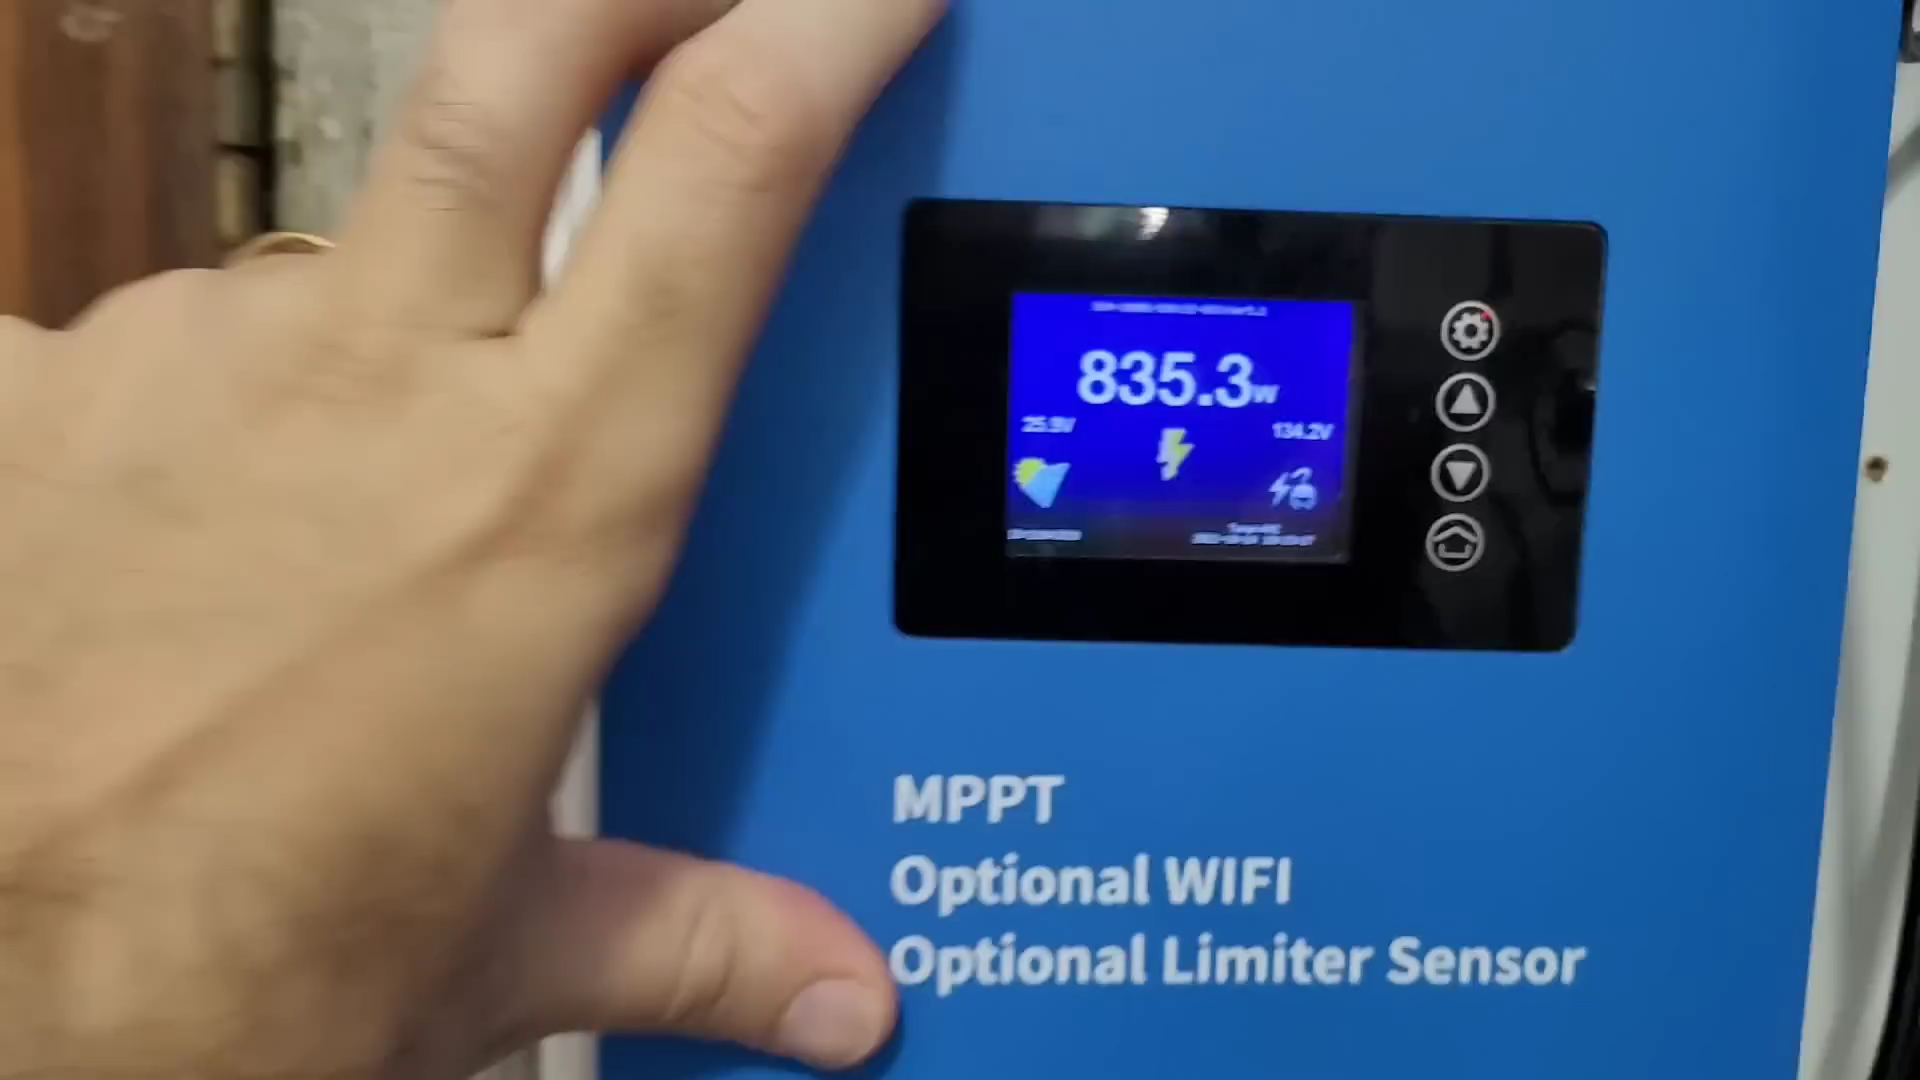 835.3w
25.9V
134.2V
MPPT
Optional WIFI
Optional Limiter Sensor